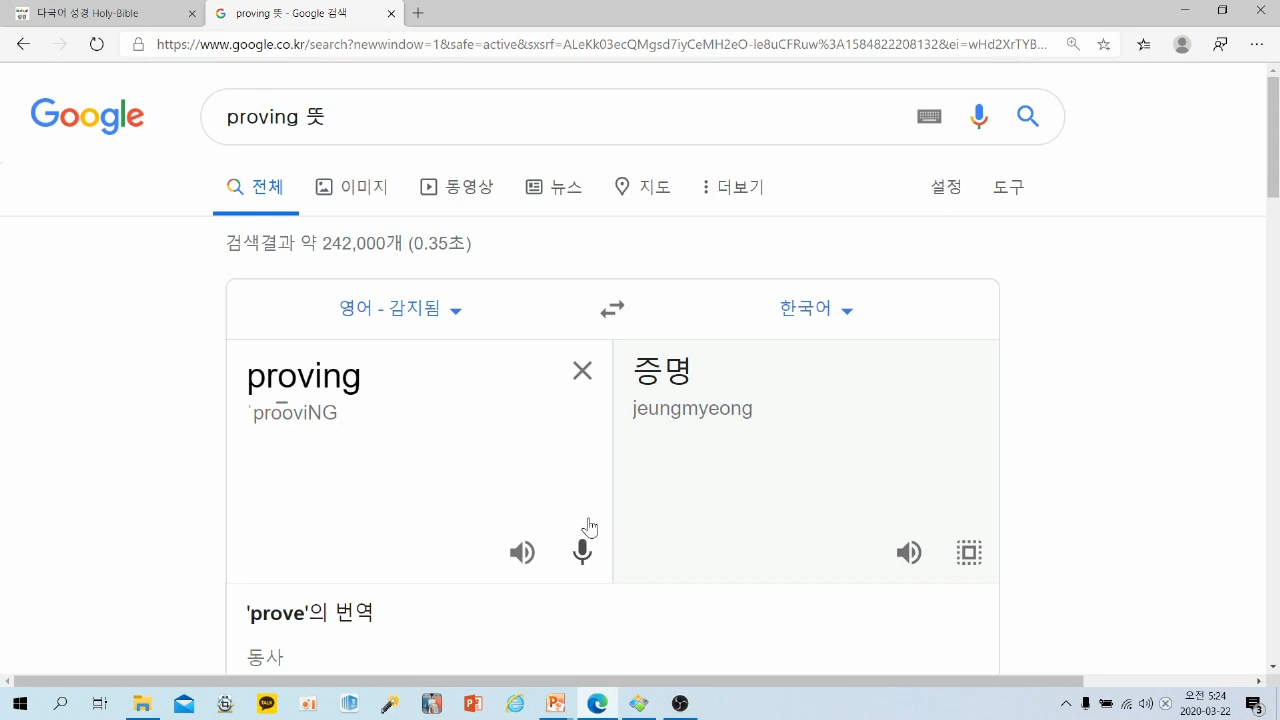 다국어 성경 Holy-Bible
proving 뜻 - Google 검색
https://www.google.co.kr/search?newwindow=1&safe=active&sxsrf=ALeKk03ecQMgsd7iyCeMH2eO-le8uCFRuw%3A1584822208132&ei=wHd2XrTYB...
Google
proving 뜻
전체
이미지
동영상
뉴스
지도
더보기
설정
도구
검색결과 약 242,000개 (0.35초)
영어 - 감지됨
한국어
proving
ˈpro͞oviNG
증명
jeungmyeong
'prove'의 번역
동사
TALK
오전 5:24
2020-03-22
3